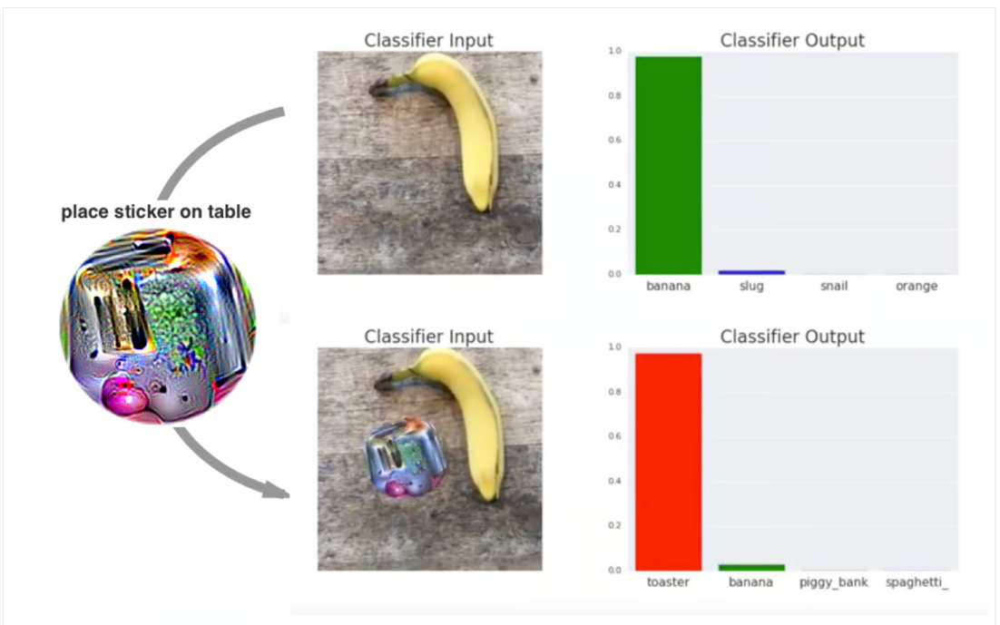 place sticker on table
Classifier Input
Classifier Output
1.0
0.8
0.6
0.4
0.2
0.0
banana
slug
snail
orange
Classifier Input
Classifier Output
1.0
0.8
0.6
0.4
0.2
0.0
toaster
banana
piggy_bank
spaghetti_